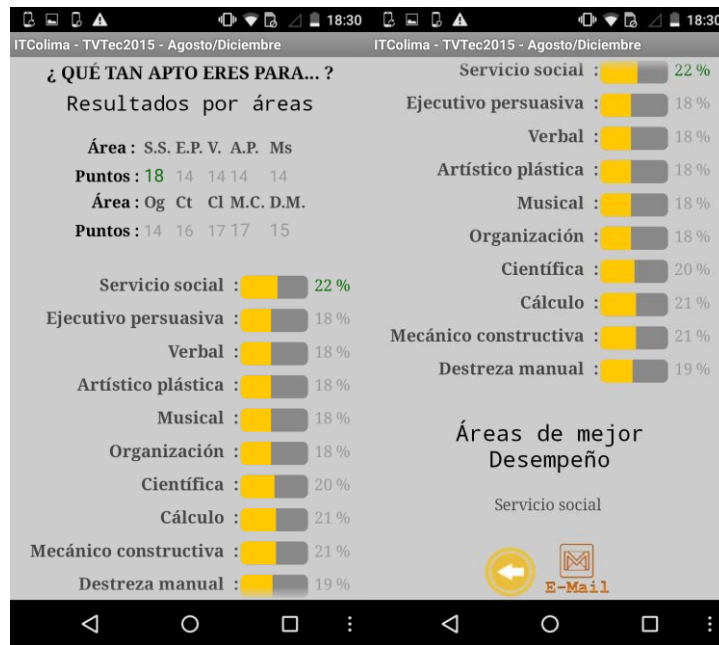 18:30
ITColima - TVTec2015 - Agosto/Diciembre
¿ QUÉ TAN APTO ERES PARA... ?
Resultados por áreas
Área : S.S. E.P. V. A.P. Ms
Puntos : 18 14 14 14 14
Área : Og Ct Cl M.C. D.M.
Puntos : 14 16 17 17 15
Servicio social : 22 %
Ejecutivo persuasiva : 18 %
Verbal : 18 %
Artístico plástica : 18 %
Musical : 18 %
Organización : 18 %
Científica : 20 %
Cálculo : 21 %
Mecánico constructiva : 21 %
Destreza manual : 19 %
18:30
ITColima - TVTec2015 - Agosto/Diciembre
Servicio social : 22 %
Ejecutivo persuasiva : 18 %
Verbal : 18 %
Artístico plástica : 18 %
Musical : 18 %
Organización : 18 %
Científica : 20 %
Cálculo : 21 %
Mecánico constructiva : 21 %
Destreza manual : 19 %
Áreas de mejor
Desempeño
Servicio social
E-Mail